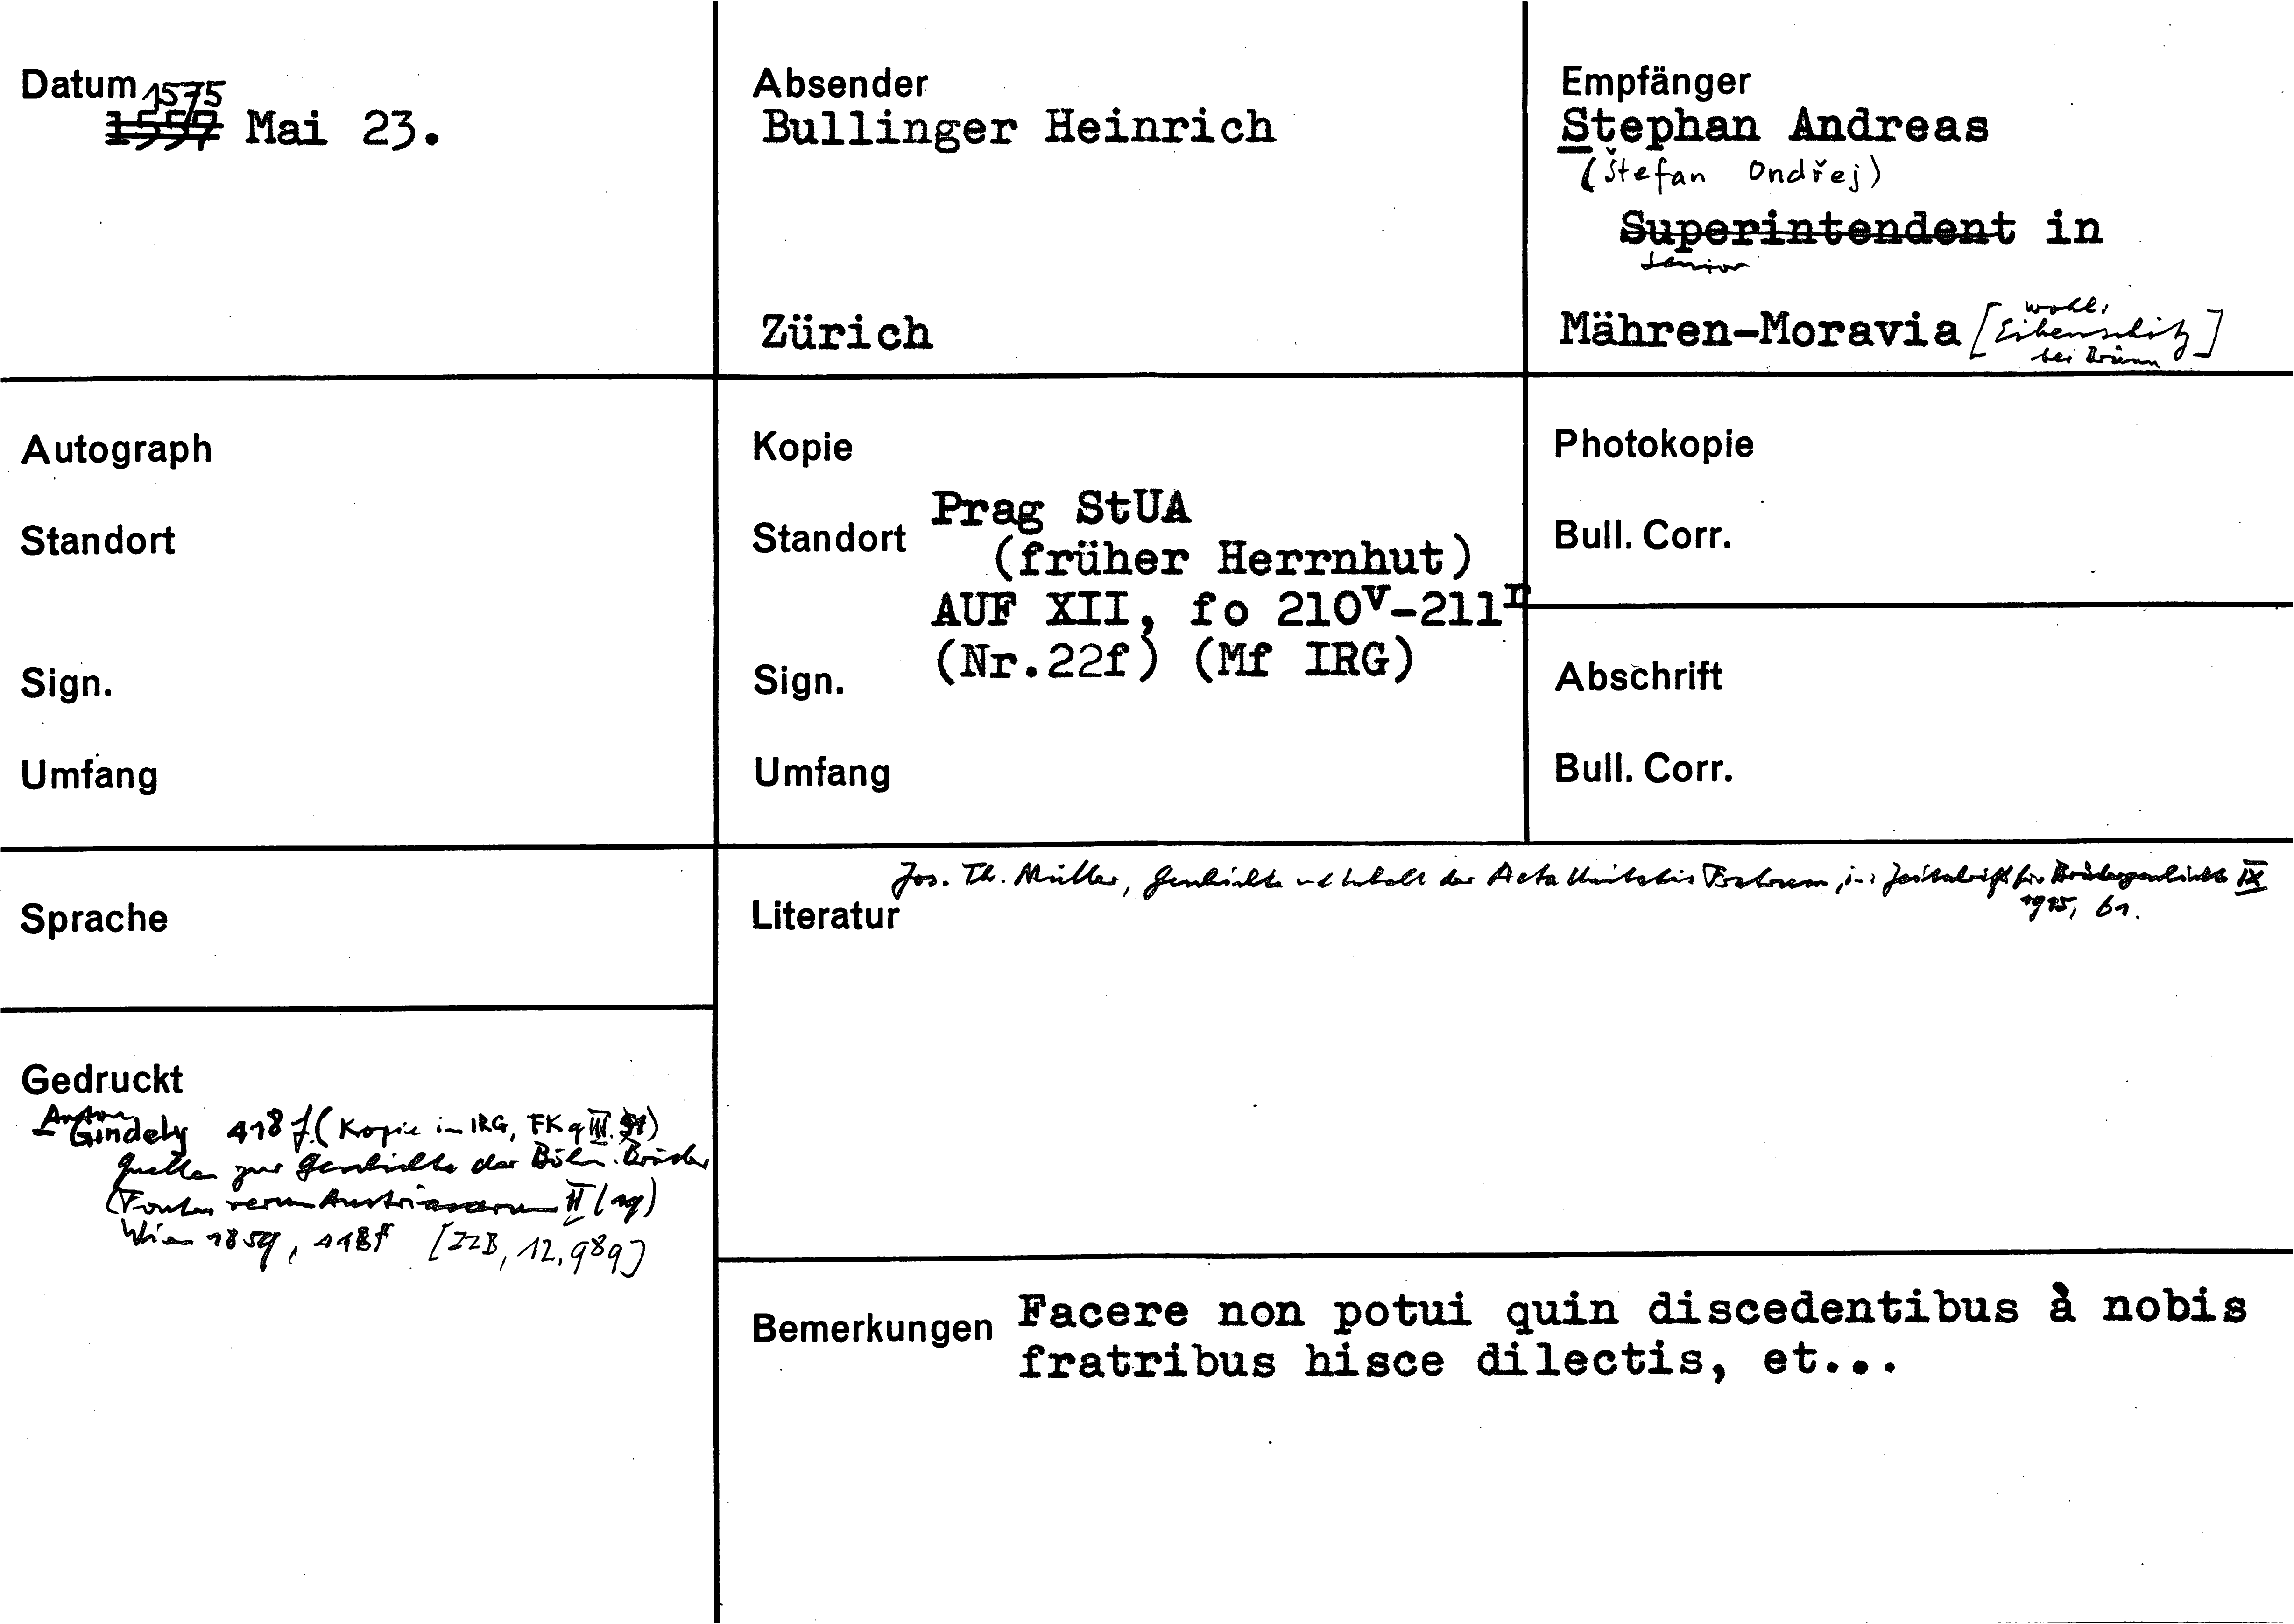 Datum 1575
1557 Mai 23.
Absender
Bullinger Heinrich
Zürich
Empfänger
Stephan Andreas
(Štefan Ondřej)
Superintendent in
Senior
Mähren-Moravia [wohl:
Eibenschitz]
bei Brünn
Autograph
Standort
Sign.
Umfang
Kopie
Standort
Prag StUA
(früher Herrnhut)
AUF XII, fo 210v-211r
(Nr.22f) (Mf IRG)
Sign.
Umfang
Photokopie
Bull. Corr.
Abschrift
Bull. Corr.
Sprache
Literatur
Jos. Th. Müller, Geschichte und Inhalt der Acta Unitatis Fratrum, in: Zeitschrift für Brüdergeschichte IX
61.
Gedruckt
Anton
Gindely 418 f. (Kopie im IRG, FK q III.
Quellen zur Geschichte der Böhm. Brüder
(Fontes rerum Austriacarum II (19)
Wien 1859, 418f [ZZB, 12.989]
Bemerkungen
Facere non potui quin discedentibus à nobis
fratribus hisce dilectis, et...